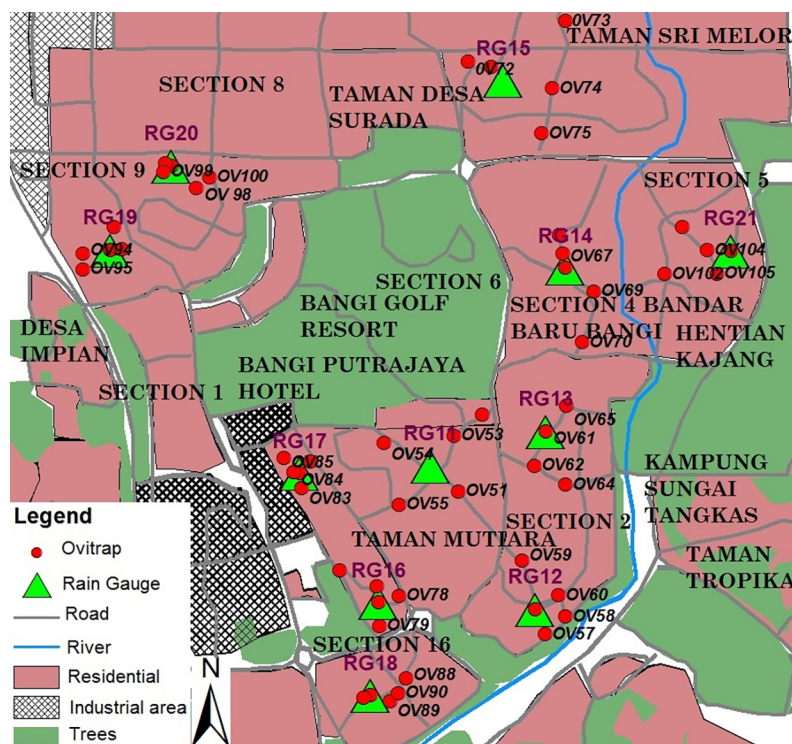 0V73
TAMAN SRI MELOR
RG15
0V72
SECTION 8
TAMAN DESA
SURADA
OV74
OV75
RG20
SECTION 9
OV99
OV100
OV 98
SECTION 5
RG19
OV94
OV95
RG14
OV67
RG21
OV104
OV102
OV105
SECTION 6
OV69
BANGI GOLF
RESORT
SECTION 4 BANDAR
BARU BANGI
HENTIAN
KAJANG
OV70
DESA
IMPIAN
BANGI PUTRAJAYA
HOTEL
SECTION 1
RG13
OV65
OV61
RG11
OV53
OV54
RG17
OV85
OV84
OV83
OV62
OV64
OV51
OV55
KAMPUNG
SUNGAI
TANGKAS
SECTION 2
TAMAN MUTIARA
OV59
TAMAN
TROPIKA
RG16
OV78
OV79
RG12
OV60
OV58
OV57
SECTION 16
RG18
OV88
OV90
OV89
Legend
Ovitrap
Rain Gauge
Road
River
Residential
Industrial area
Trees
N